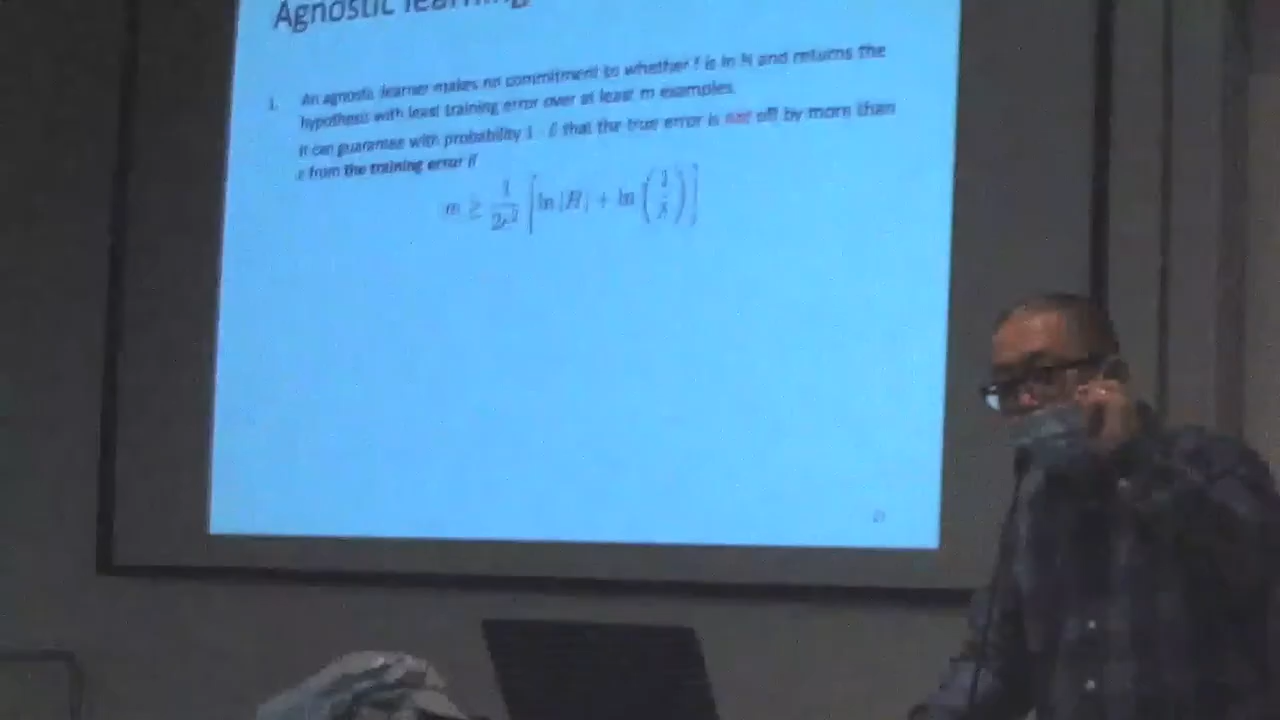 Agnostic learning
1. An agnostic learner makes no commitment to whether f is in H and returns the
hypothesis with least training error over at least m examples.
It can guarantee with probability 1 - δ that the true error is not off by more than
ε from the training error if
m ≥ 1/2ε² [ln |H| + ln (1/δ)]